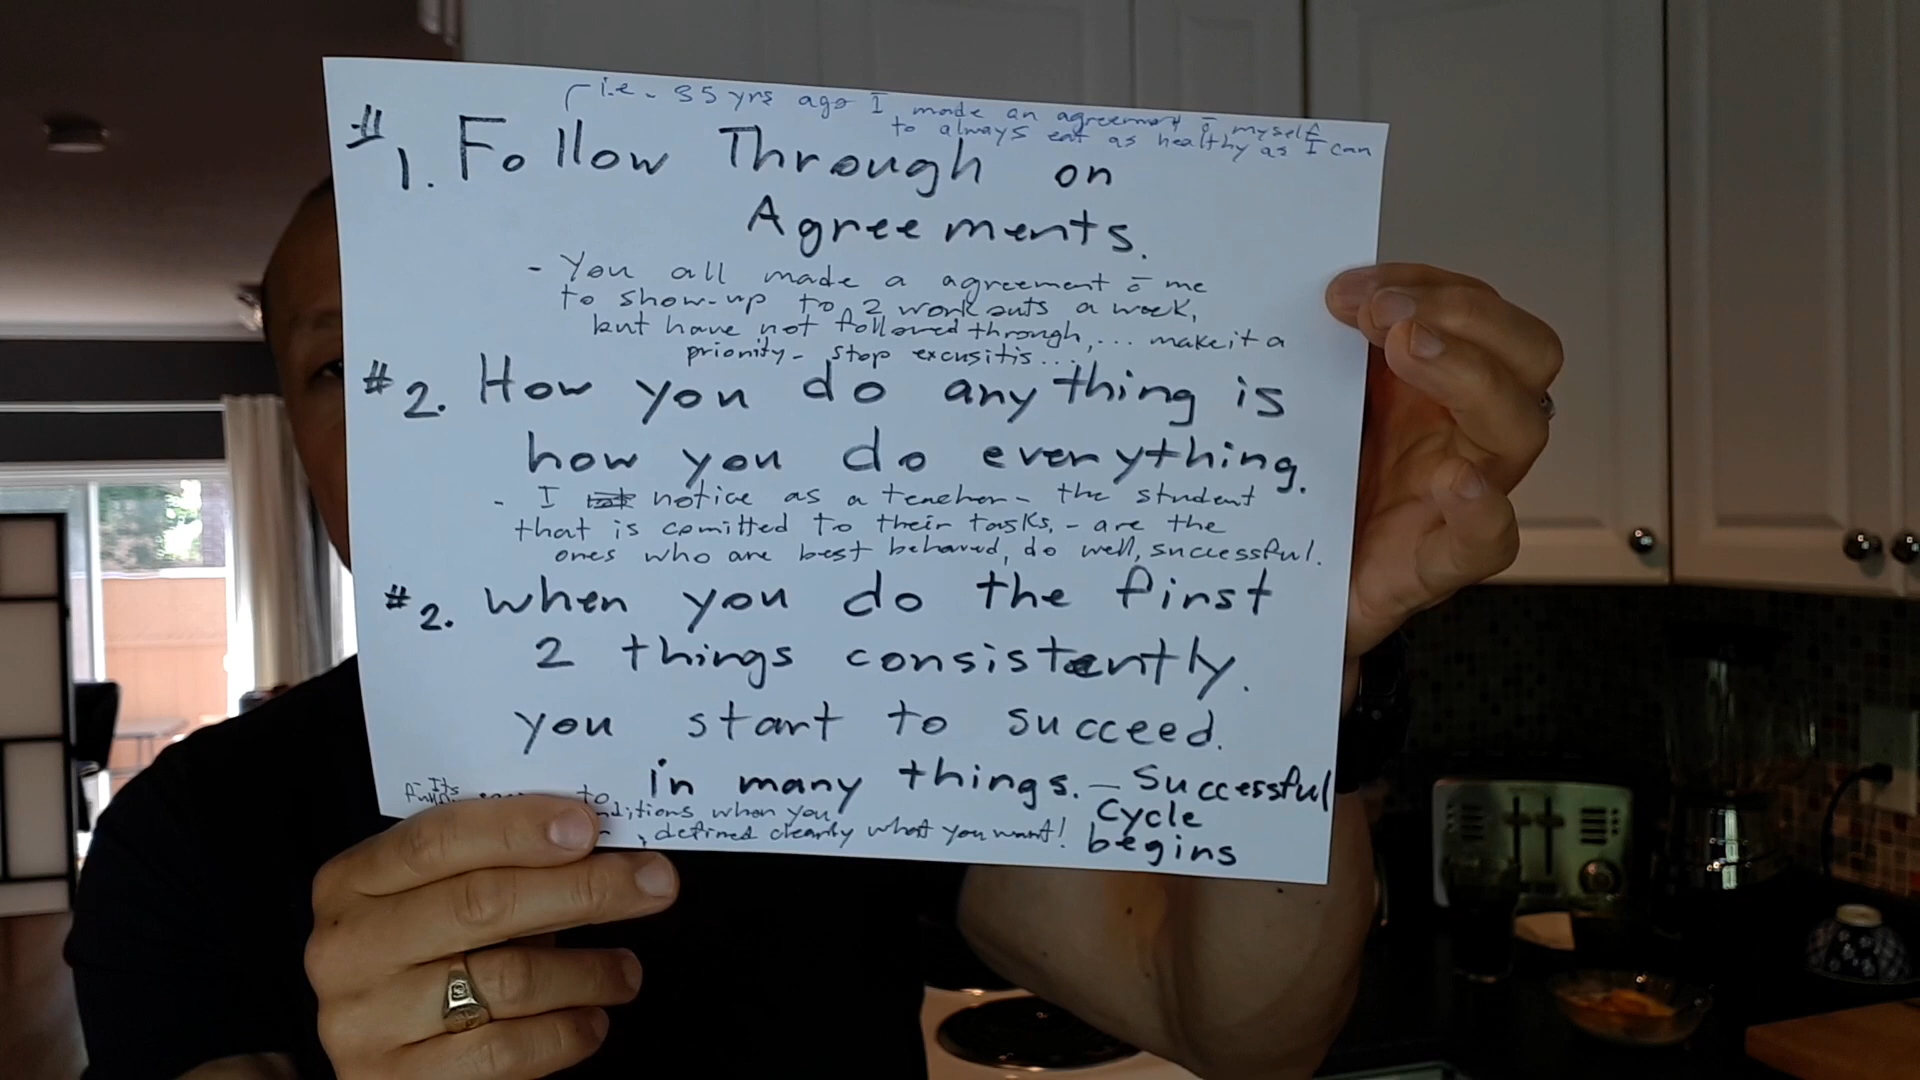 i.e. 35 yrs ago I made an agreement c̄ myself
to always eat as healthy as I can
#1. Follow Through on
Agreements.
- You all made a agreement c̄ me
to show-up to 2 workouts a week,
but have not followed through,... make it a
priority - stop excusitis...
#2. How you do anything is
how you do everything.
- I notice as a teacher - the student
that is comitted to their tasks, - are the
ones who are best behaved, do well, successful.
#2. when you do the first
2 things consistently.
you start to succeed.
in many things. - Successful
Cycle
begins
- Its
to
nditions when you
, defined clearly what you want!